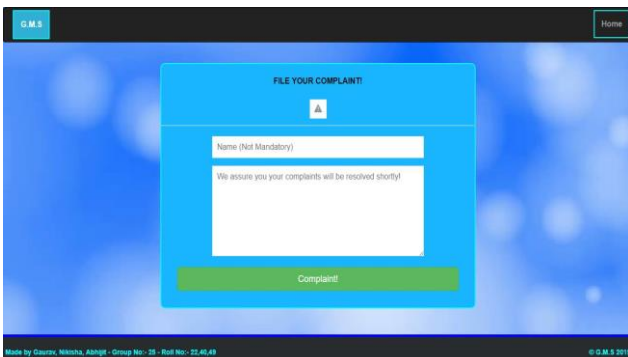 G.M.S
Home
FILE YOUR COMPLAINT!
Name (Not Mandatory)
We assure you your complaints will be resolved shortly!
Complaint!
Made by Gaurav, Nikisha, Abhijit - Group No:- 25 - Roll No:- 22,40,49
© G.M.S